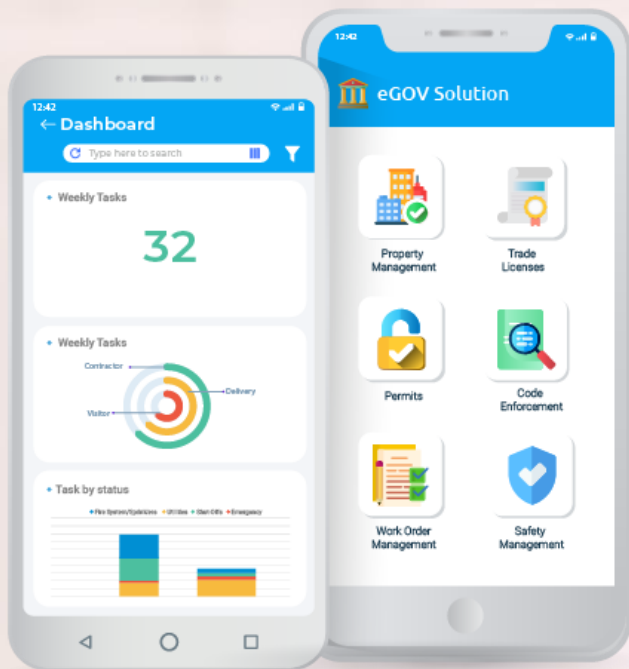 12:42
Dashboard
Type here to search
Weekly Tasks
32
Weekly Tasks
Contractor
Delivery
Visitor
Task by status
Utilities
Emergency
12:42
eGOV Solution
Property
Management
Trade
Licenses
Permits
Code
Enforcement
Work Order
Management
Safety
Management